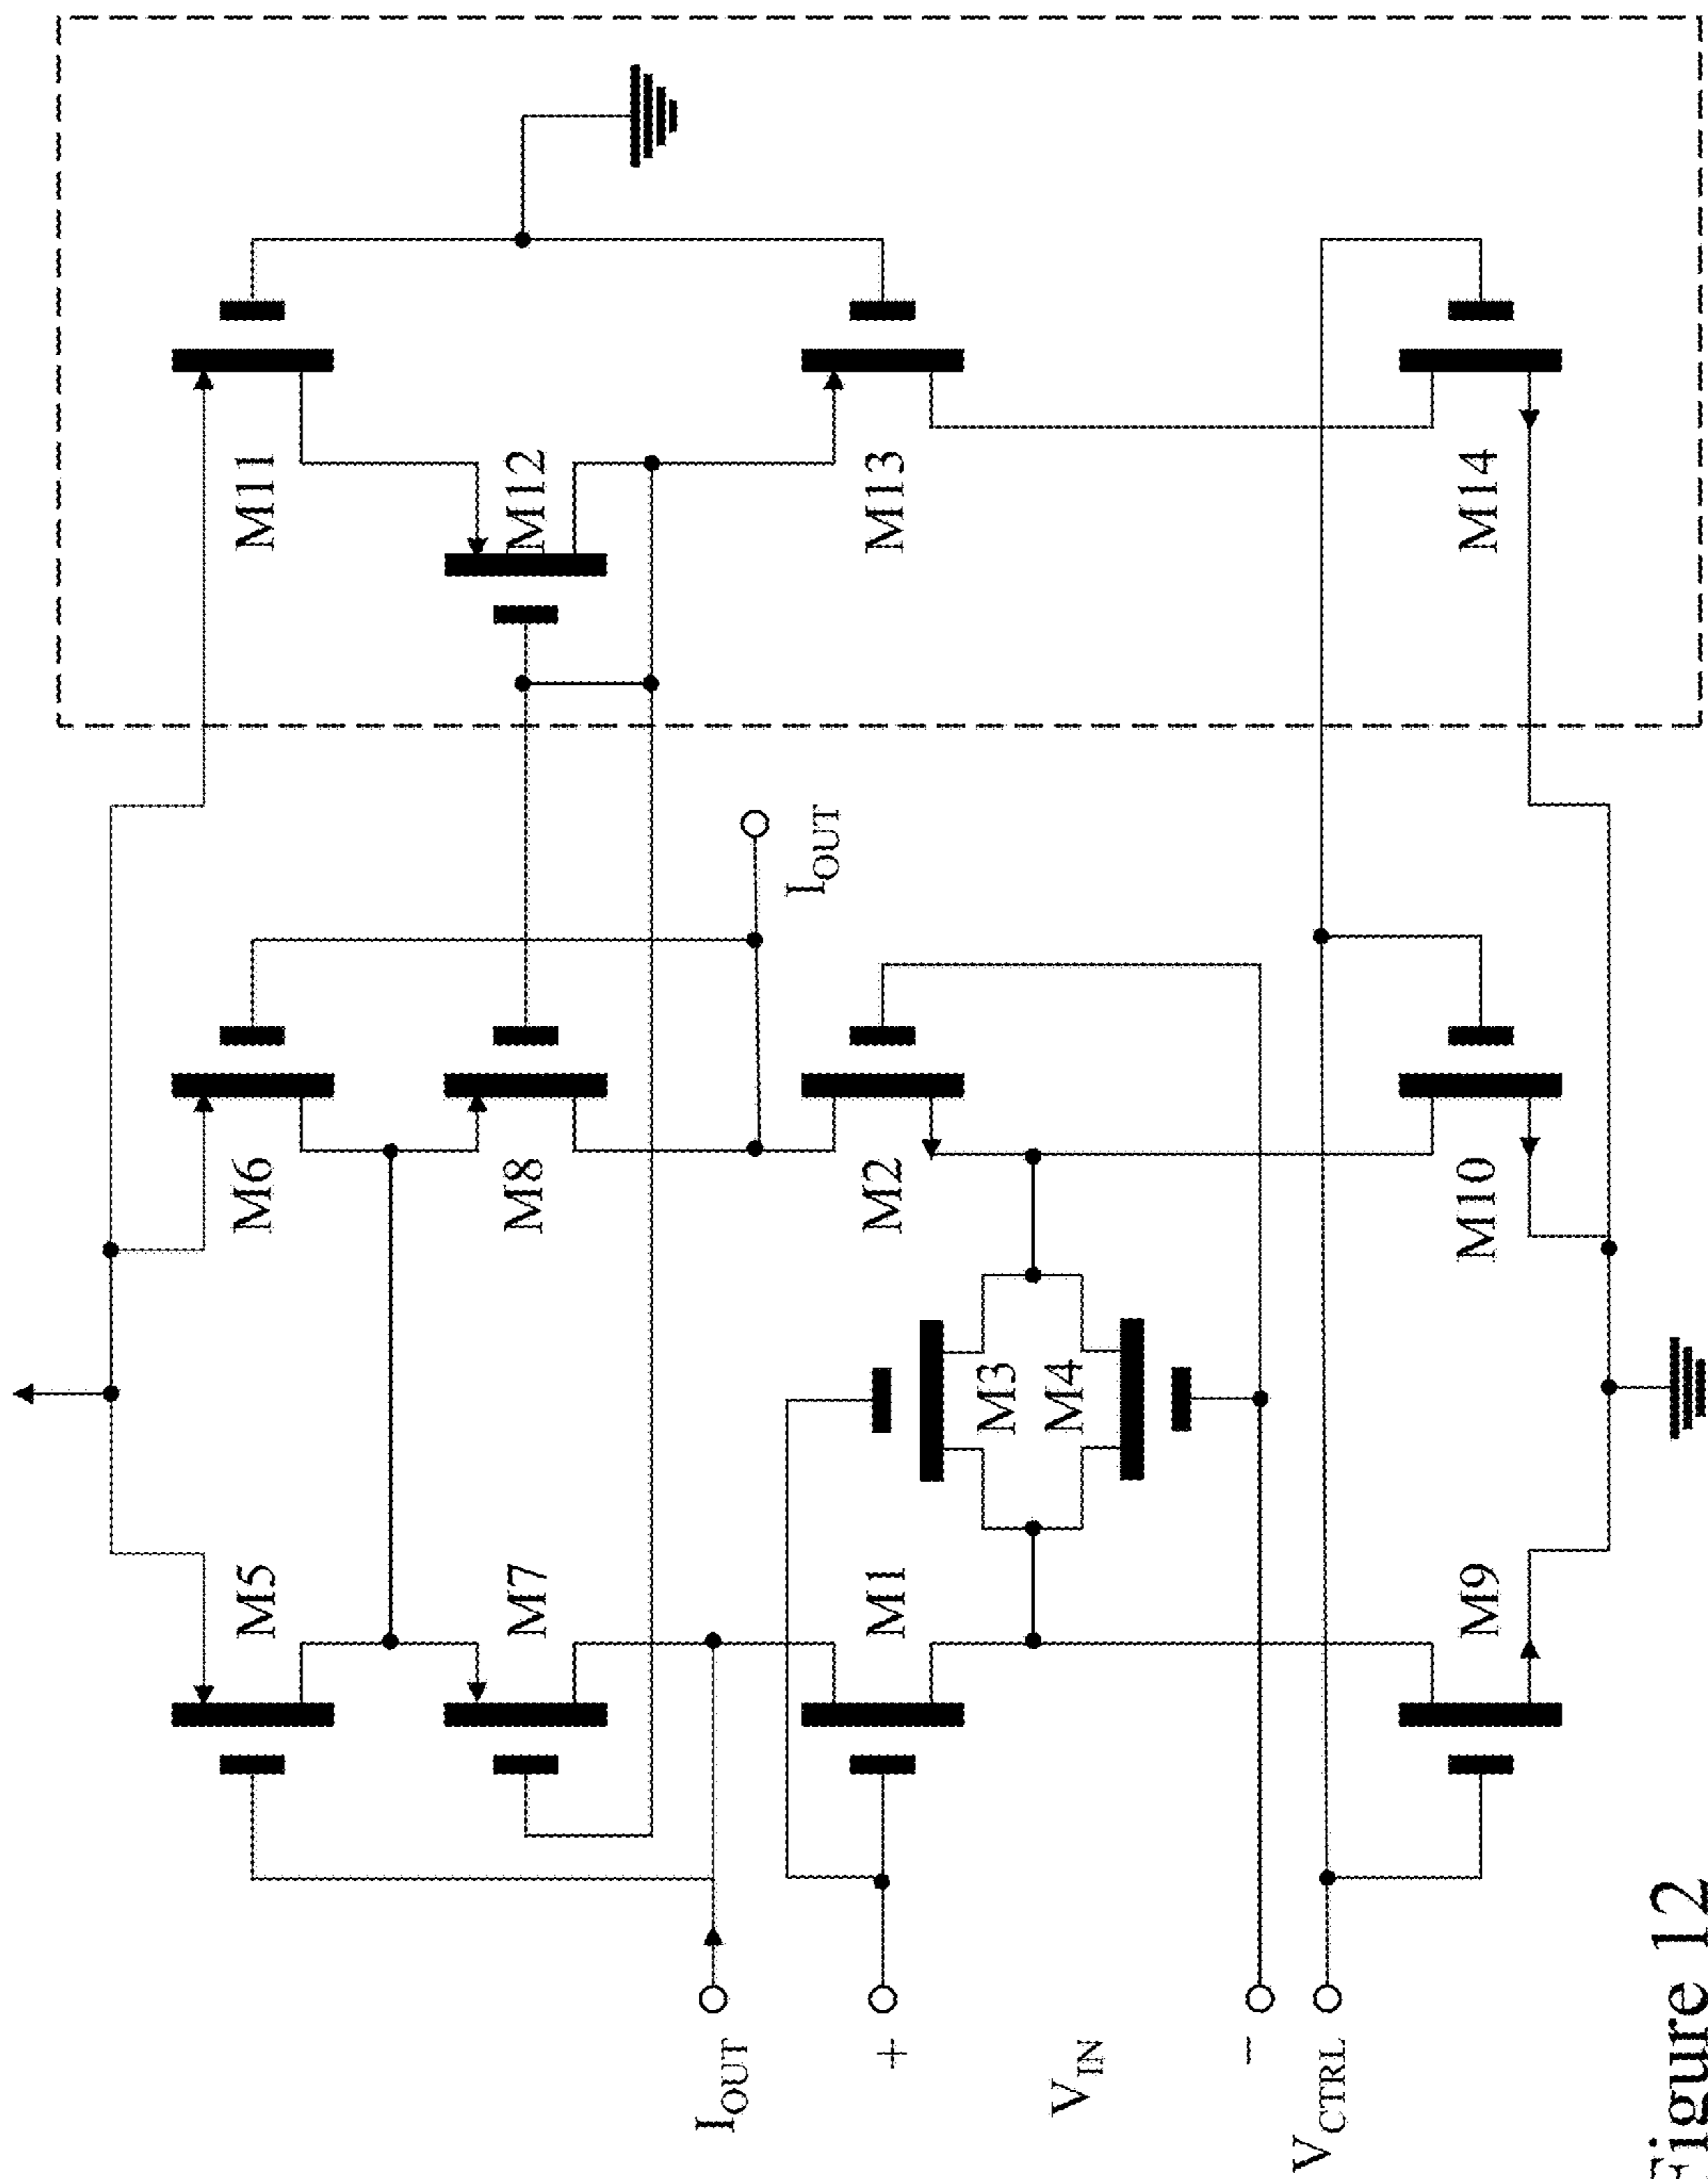 M11
M12
M13
M14
I_OUT
M6
M8
M2
M10
M3
M4
M5
M7
M1
M9
I_OUT
+
V_IN
−
V_CTRL
Figure 12